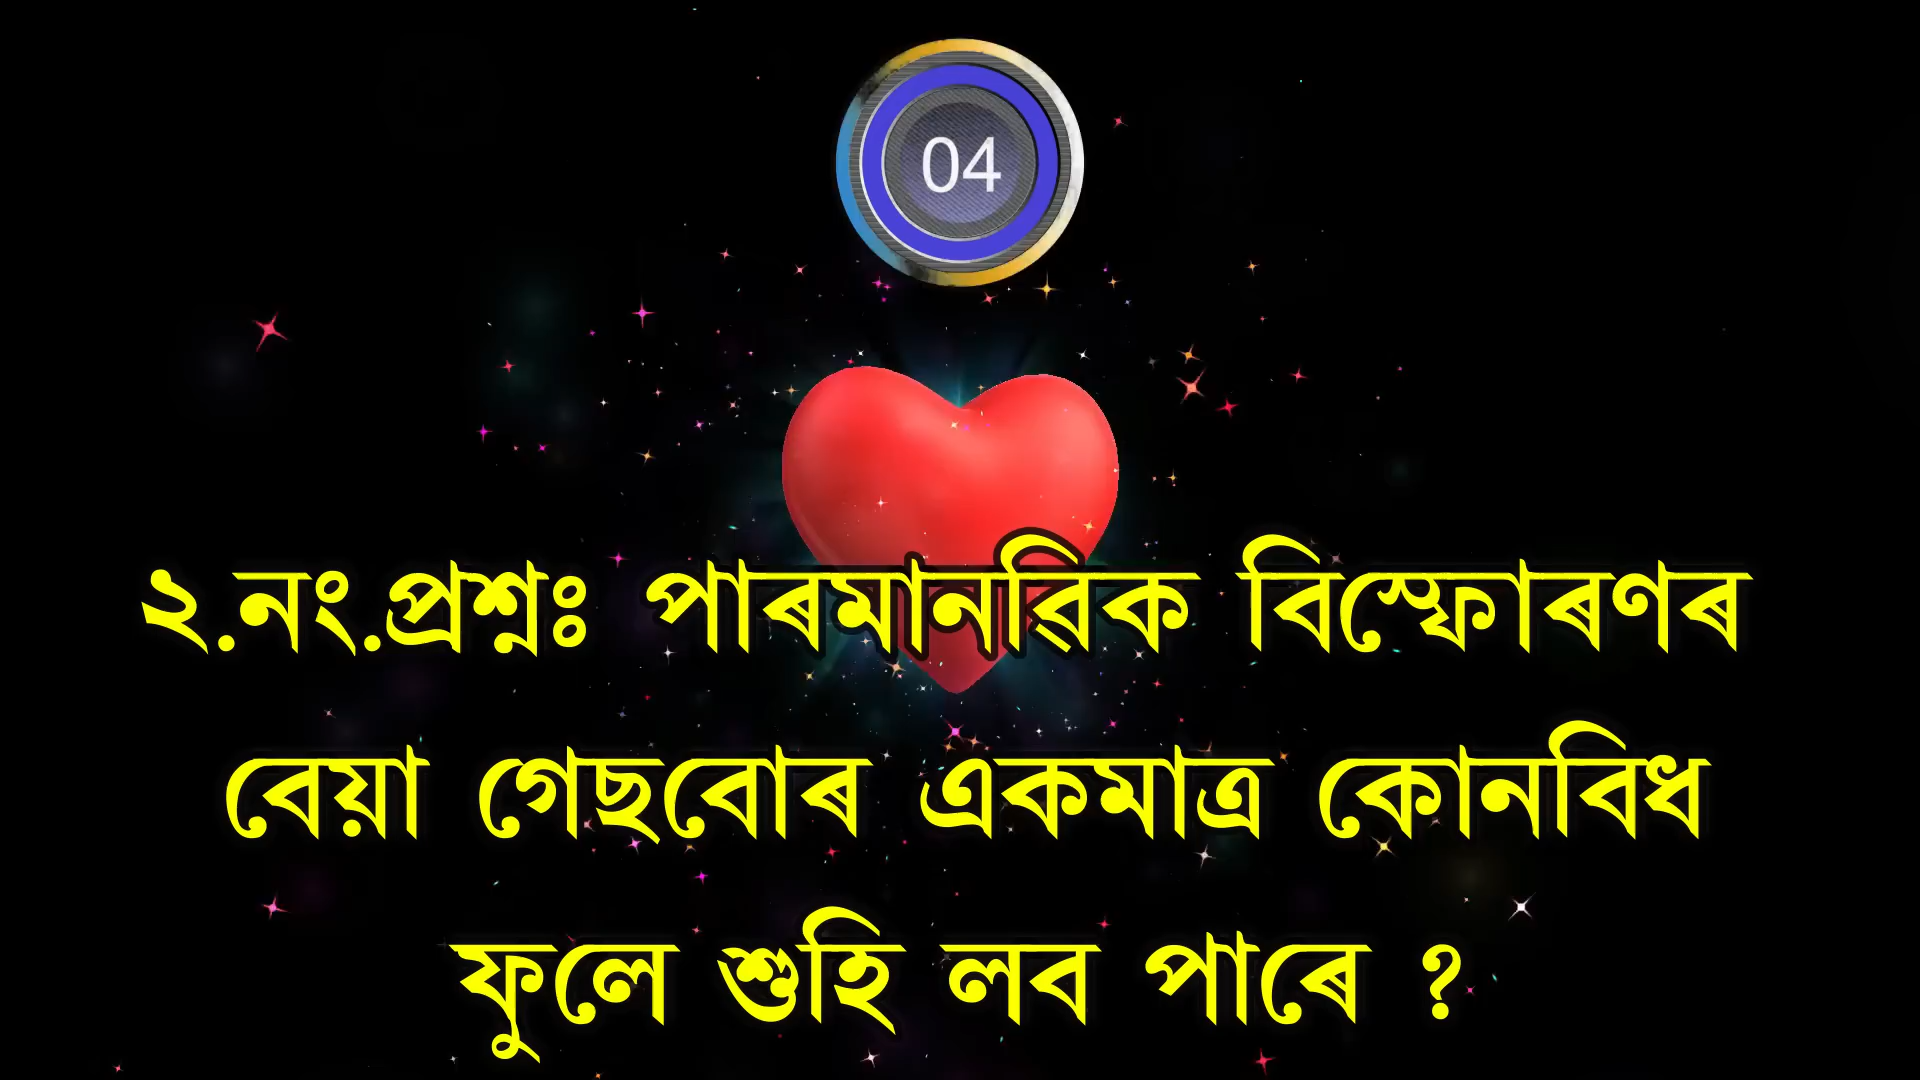 04
২.নং.প্ৰশ্নঃ পাৰমানৱিক বিস্ফোৰণৰ
বেয়া গেছবোৰ একমাত্ৰ কোনবিধ
ফুলে শুহি লব পাৰে ?